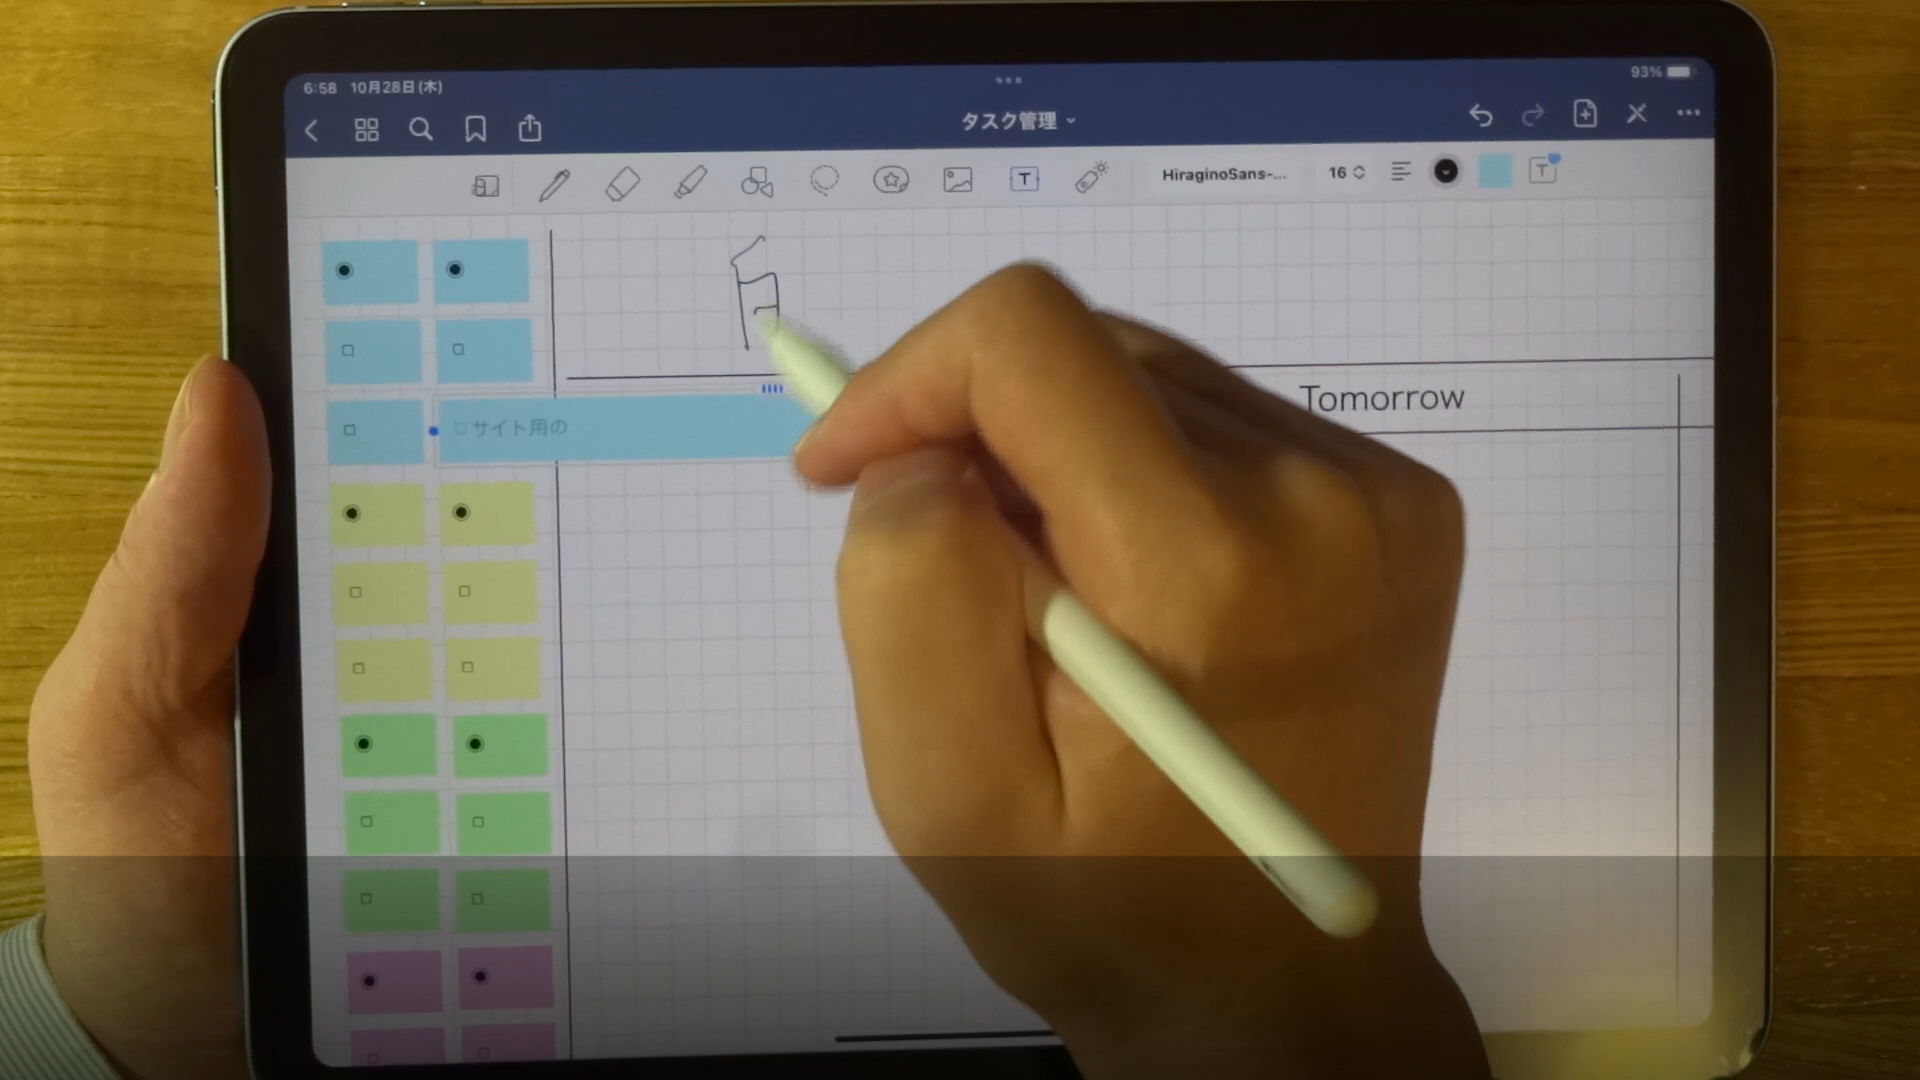 6:58 10月28日(木)
93%
タスク管理
HiraginoSans-... 16
Tomorrow
サイト用の